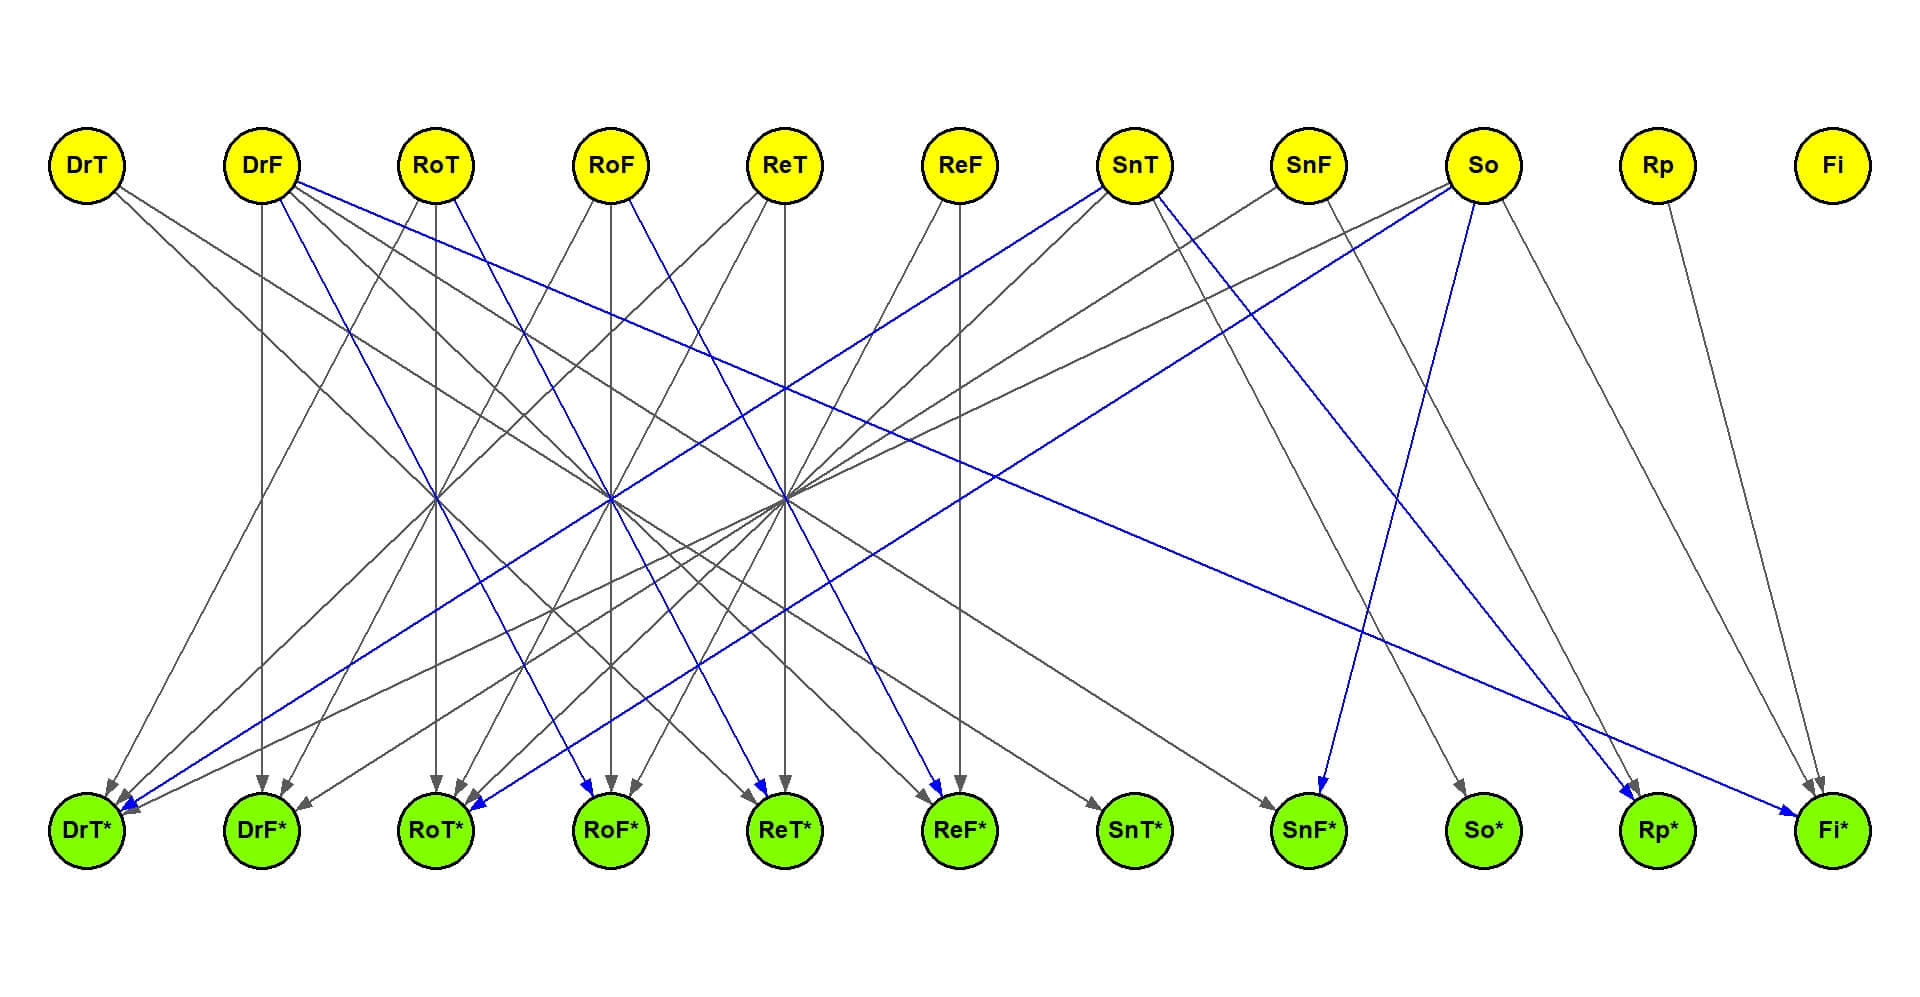 DrT DrF RoT RoF ReT ReF SnT SnF So Rp Fi
DrT* DrF* RoT* RoF* ReT* ReF* SnT* SnF* So* Rp* Fi*